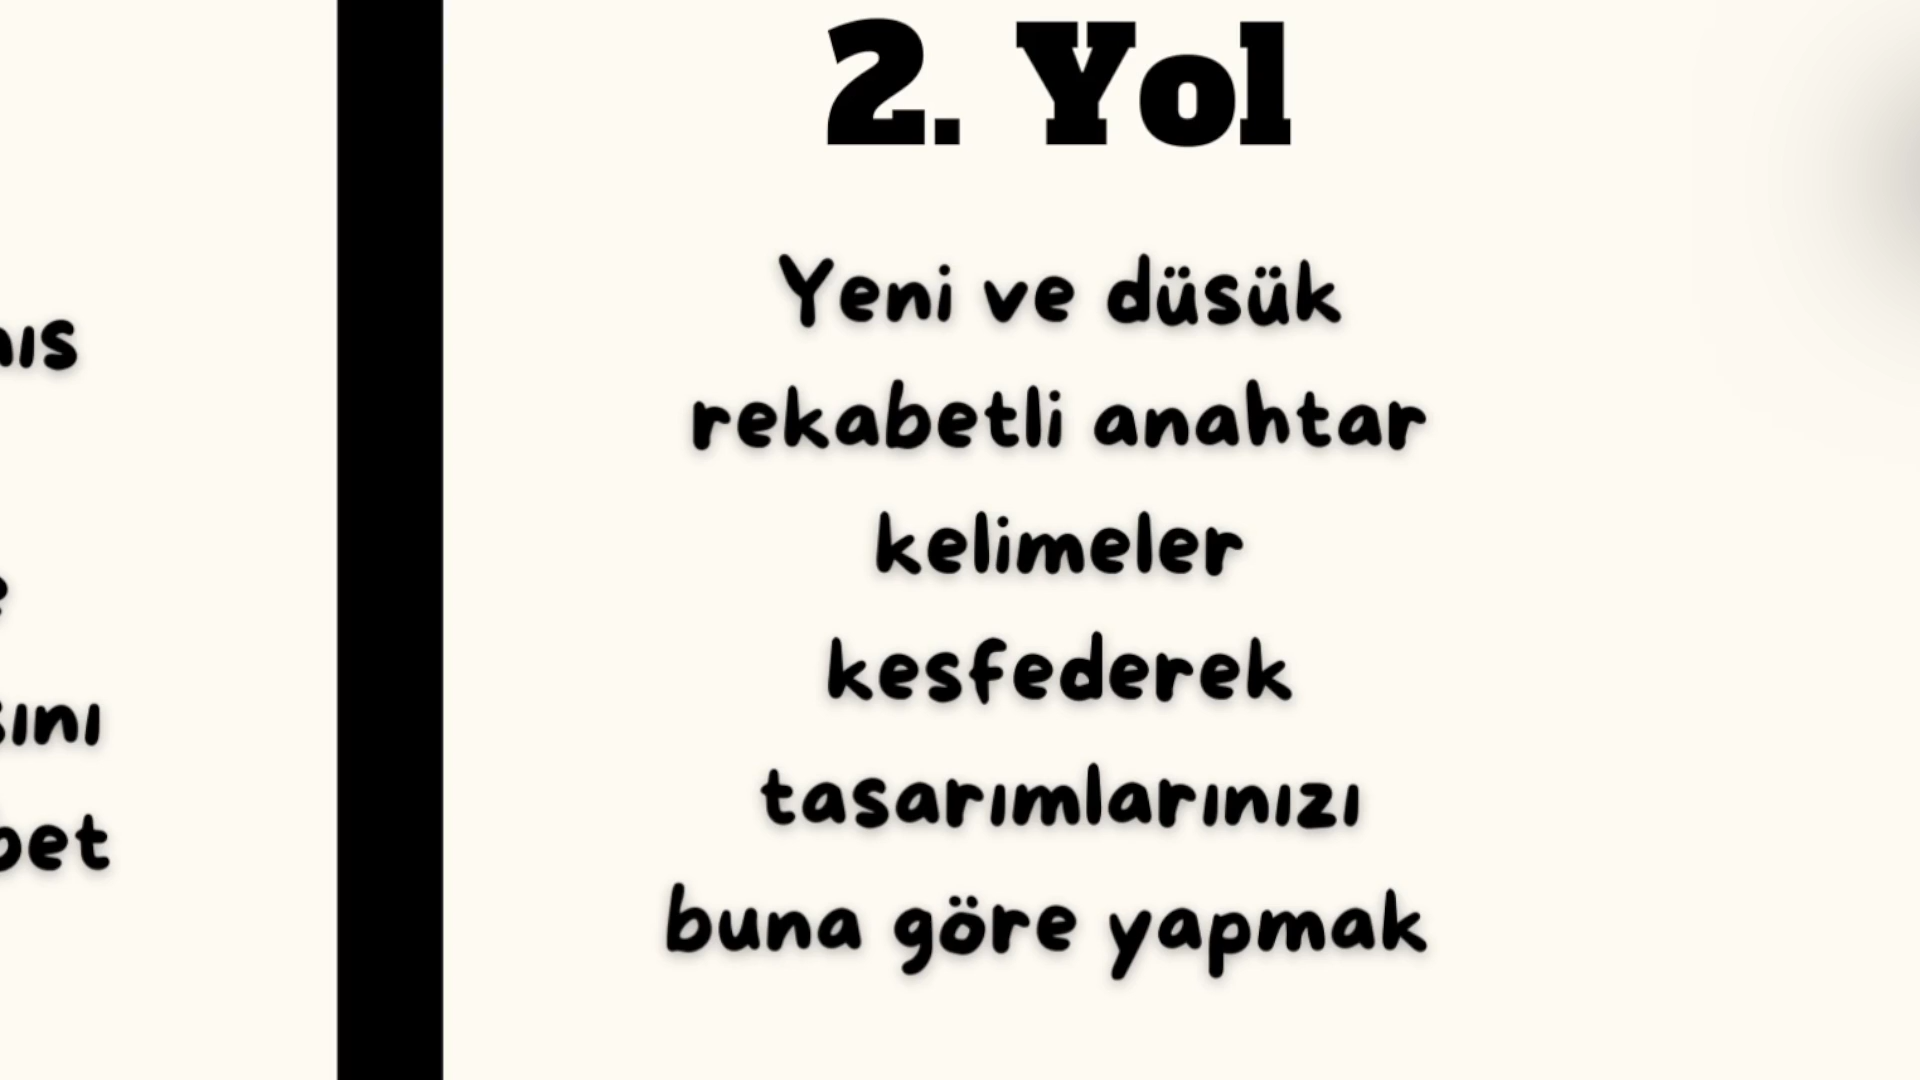 2. Yol
Yeni ve düsük
rekabetli anahtar
kelimeler
kesfederek
tasarımlarınızı
buna göre yapmak